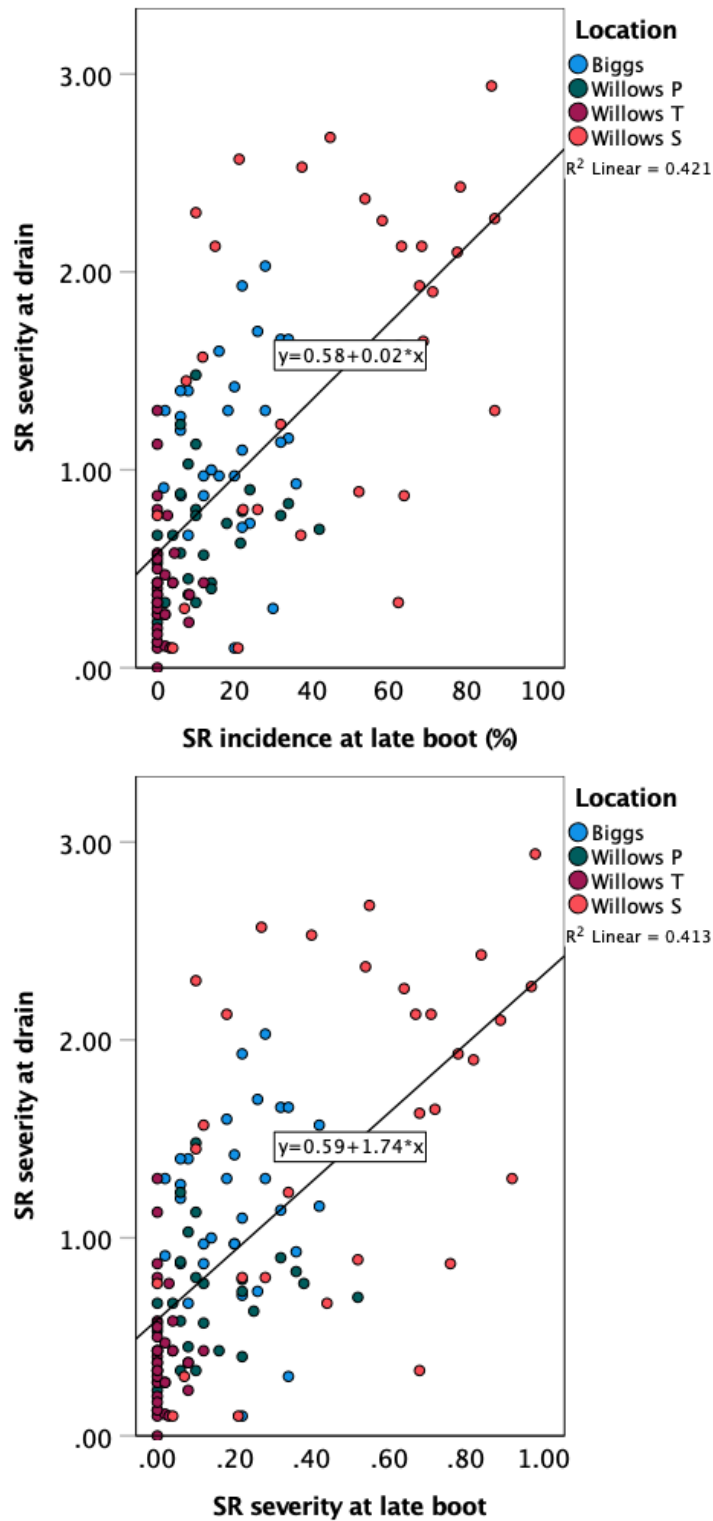 Location
Biggs
Willows P
Willows T
Willows S
R² Linear = 0.421
3.00
2.00
1.00
.00
SR severity at drain
y=0.58+0.02*x
0 20 40 60 80 100
SR incidence at late boot (%)
Location
Biggs
Willows P
Willows T
Willows S
R² Linear = 0.413
3.00
2.00
1.00
.00
SR severity at drain
y=0.59+1.74*x
.00 .20 .40 .60 .80 1.00
SR severity at late boot